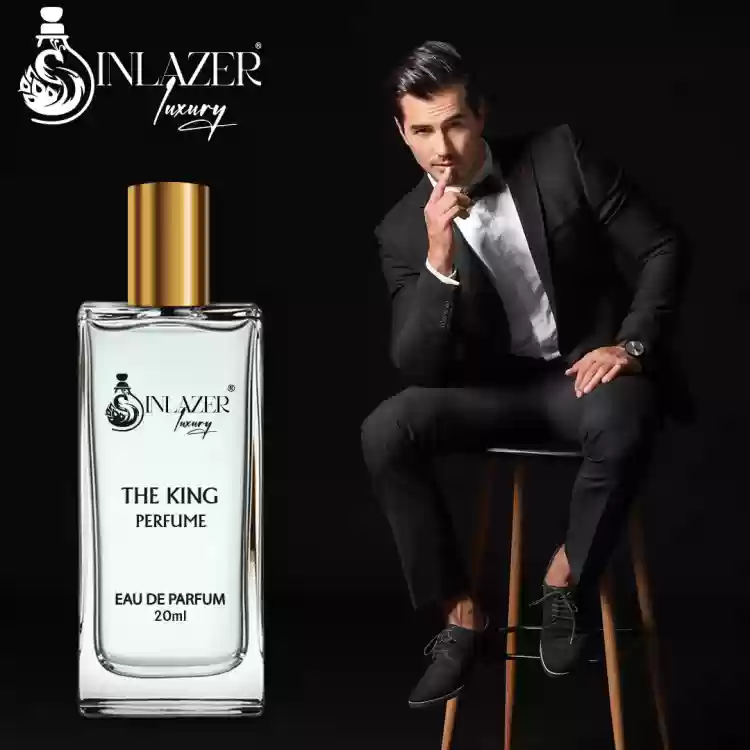 SINLAZER®
luxury
SINLAZER®
luxury
THE KING
PERFUME
EAU DE PARFUM
20ml